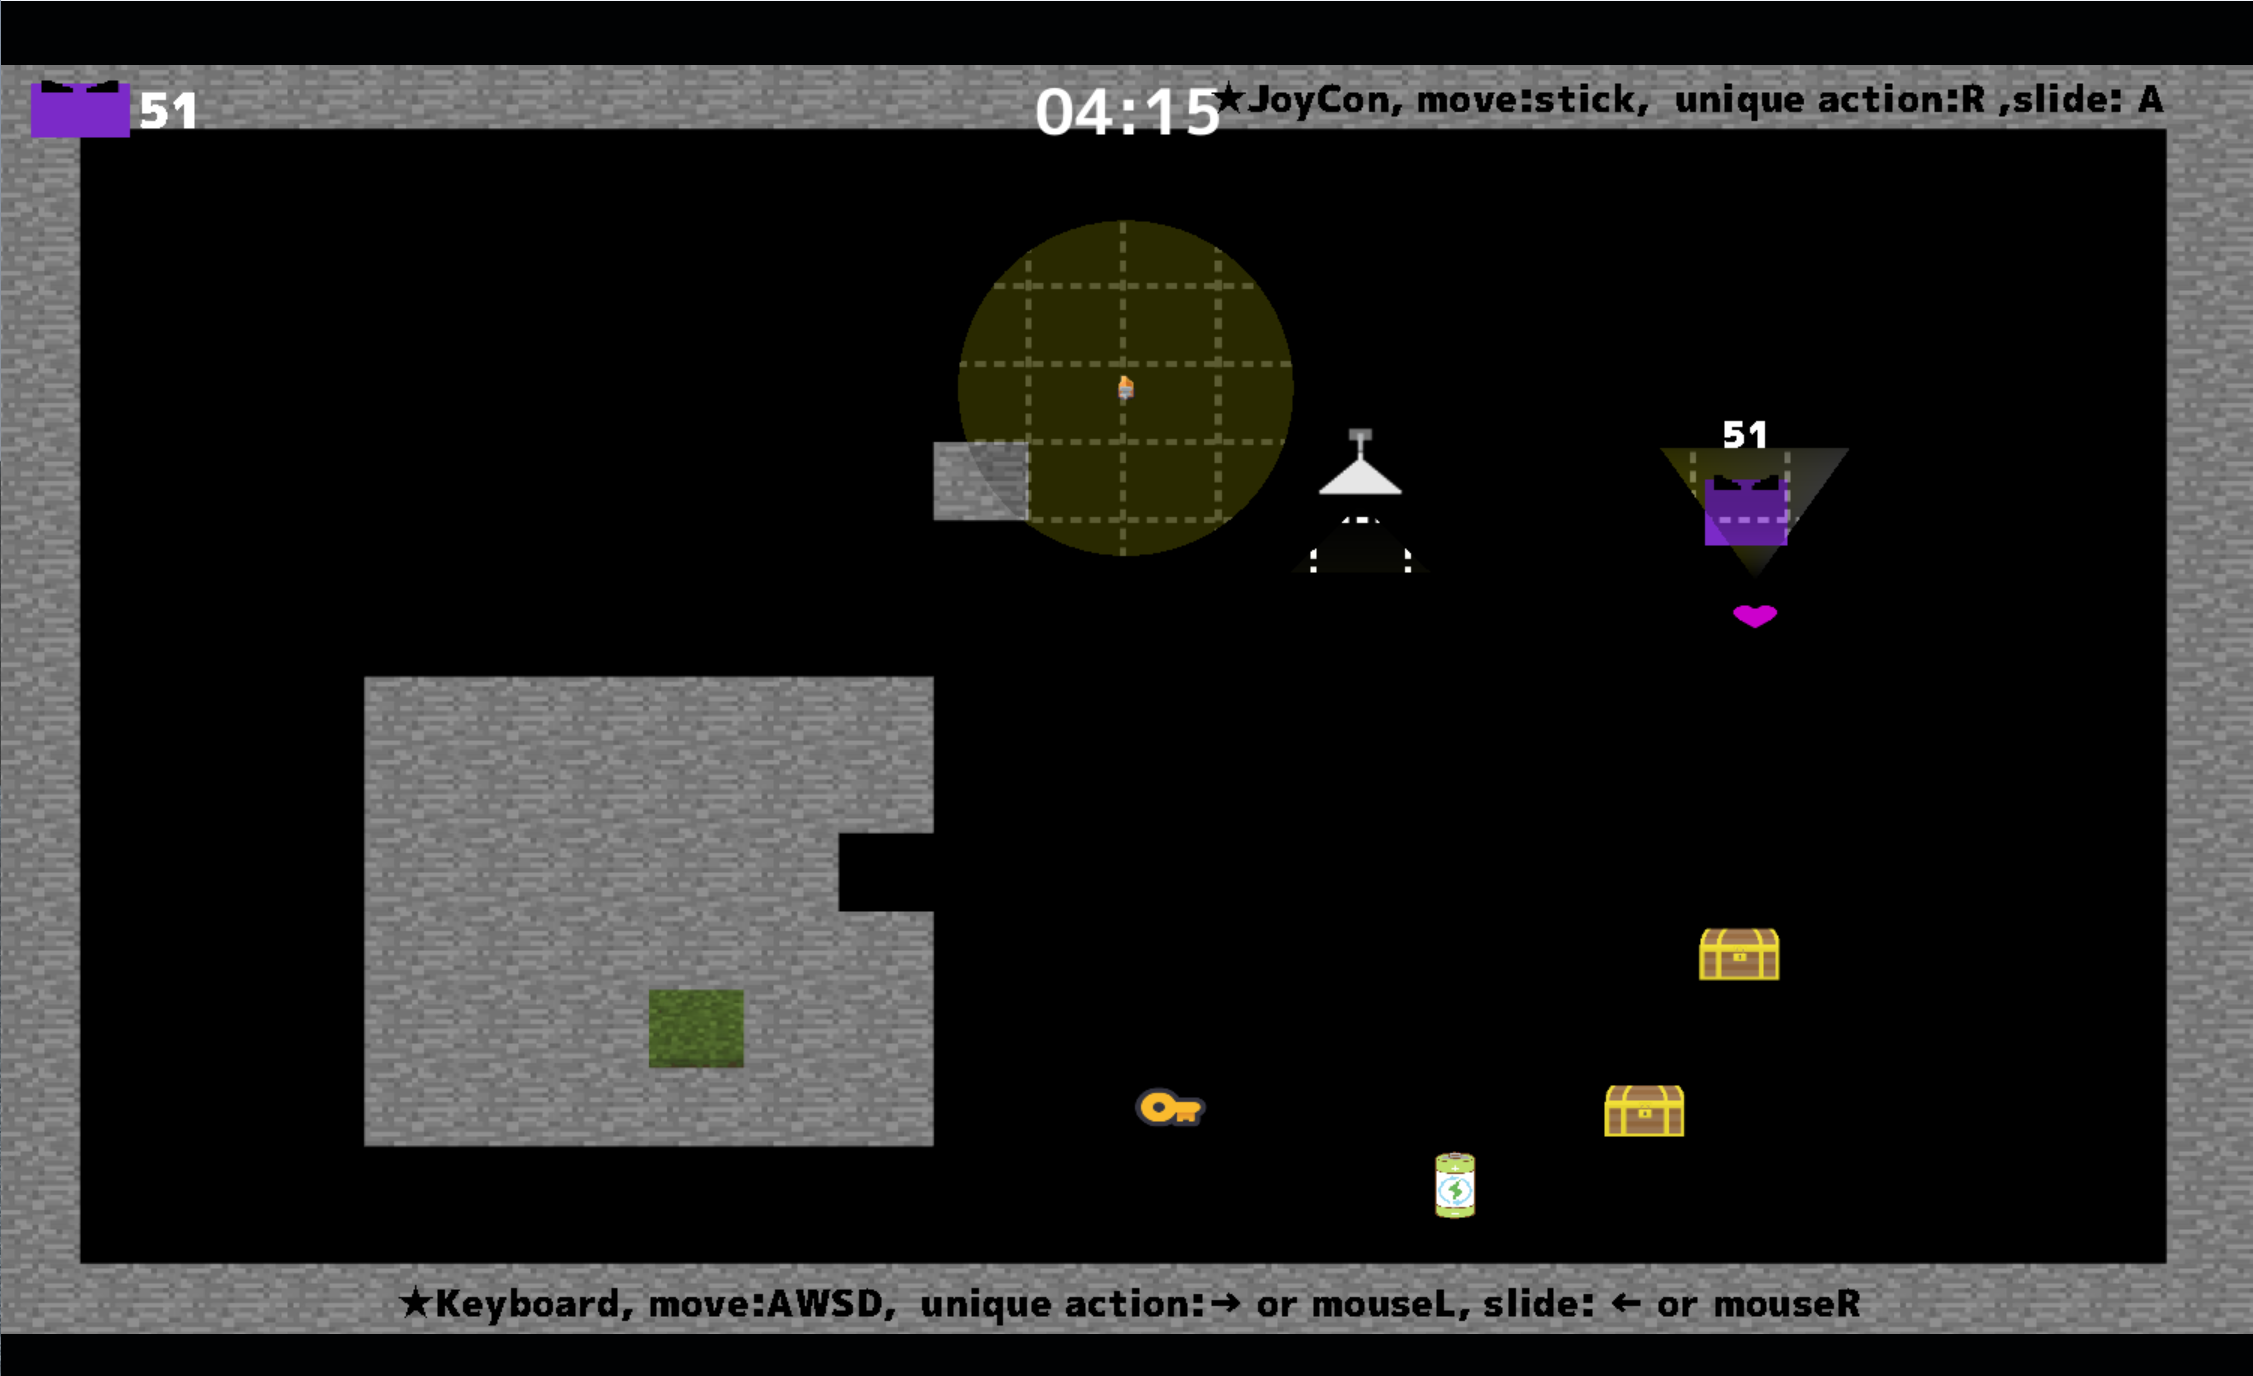 51
04:15
★JoyCon, move:stick, unique action:R ,slide: A
51
★Keyboard, move:AWSD, unique action:→ or mouseL, slide: ← or mouseR